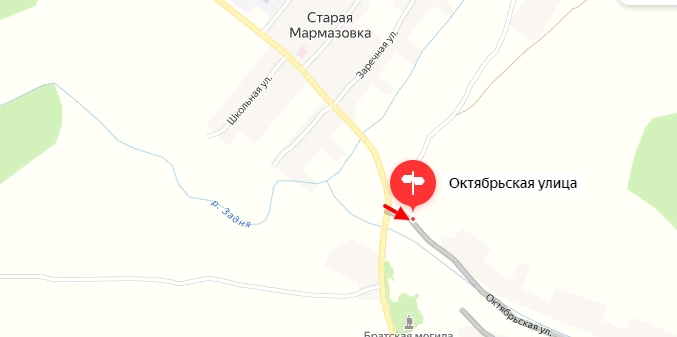 Старая
Мармазовка
Заречная ул.
Школьная ул.
Октябрьская улица
р. Задня
Октябрьская ул.
Братская могила